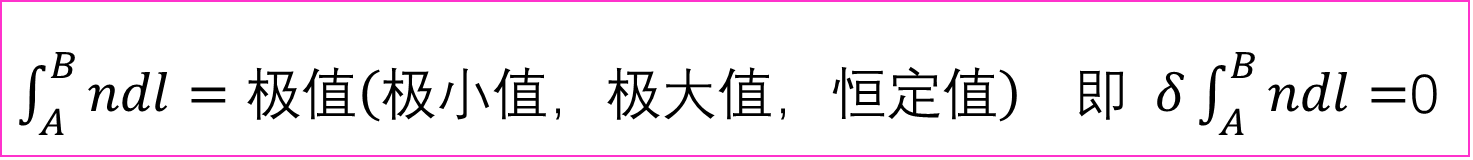 ∫_A^B ndl = 极值(极小值，极大值，恒定值) 即 δ∫_A^B ndl =0